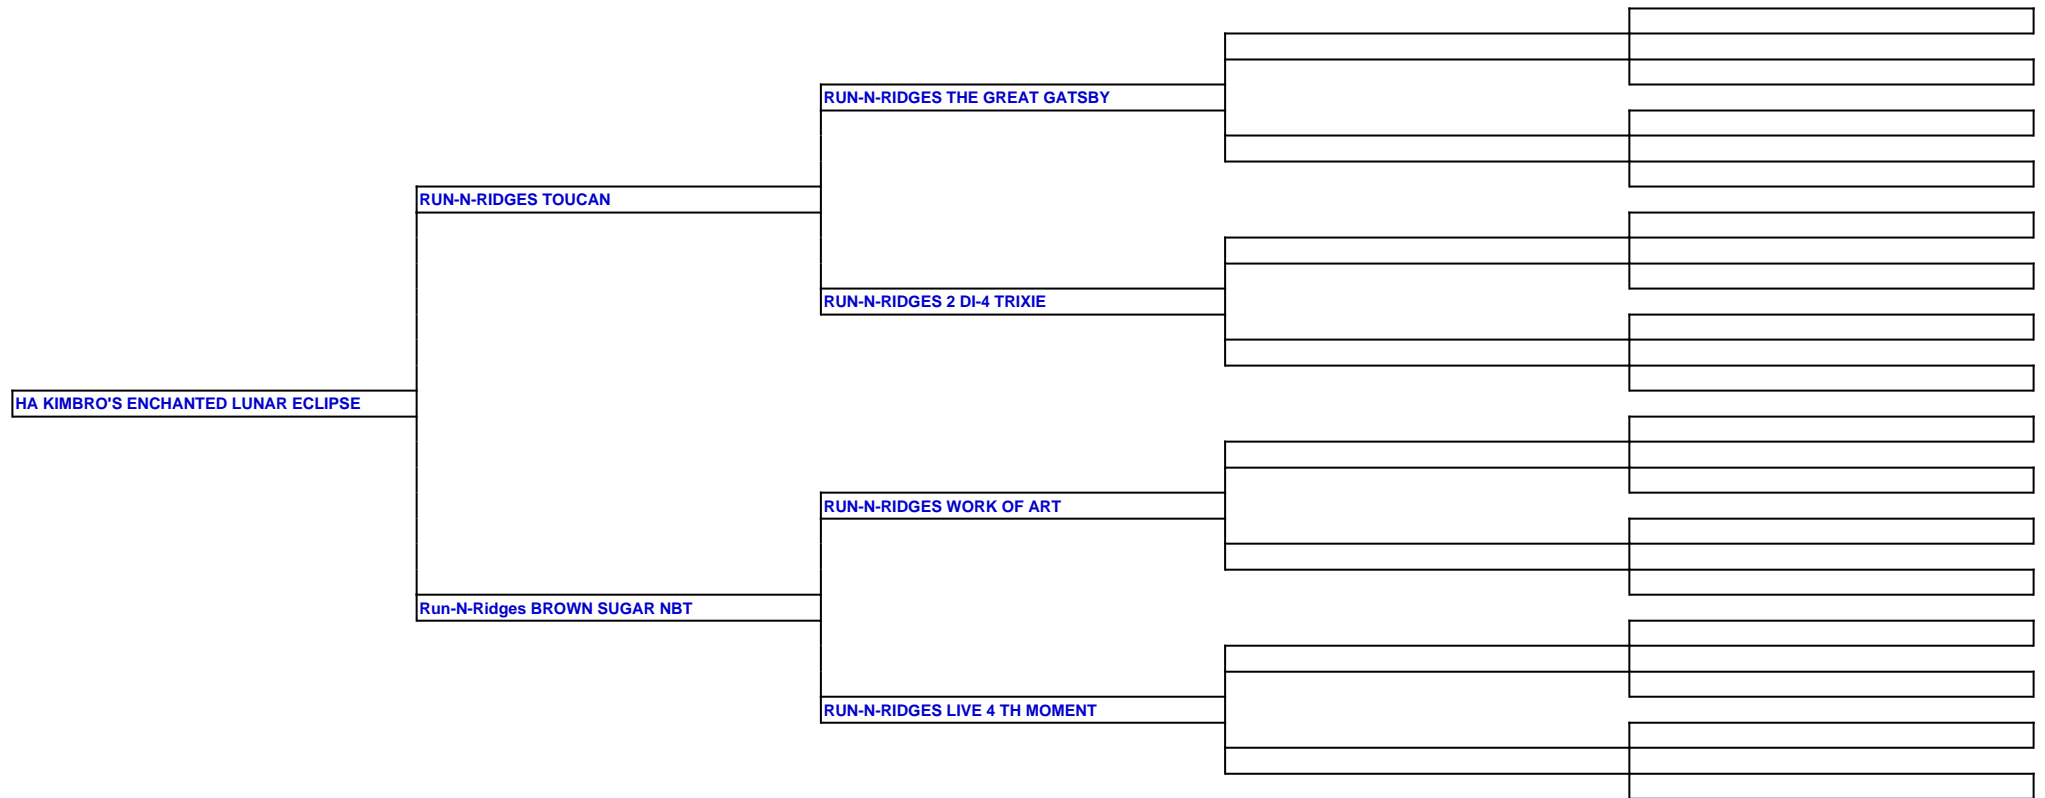 RUN-N-RIDGES THE GREAT GATSBY
RUN-N-RIDGES TOUCAN
RUN-N-RIDGES 2 DI-4 TRIXIE
HA KIMBRO'S ENCHANTED LUNAR ECLIPSE
RUN-N-RIDGES WORK OF ART
Run-N-Ridges BROWN SUGAR NBT
RUN-N-RIDGES LIVE 4 TH MOMENT